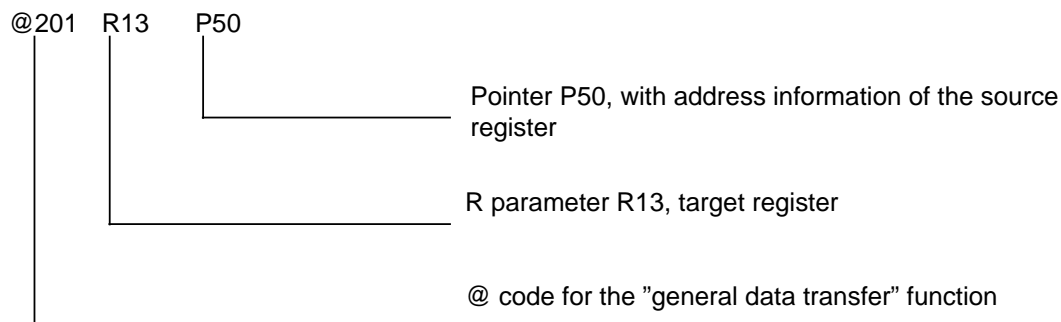 @201 R13 P50
Pointer P50, with address information of the source
register
R parameter R13, target register
@ code for the ”general data transfer” function